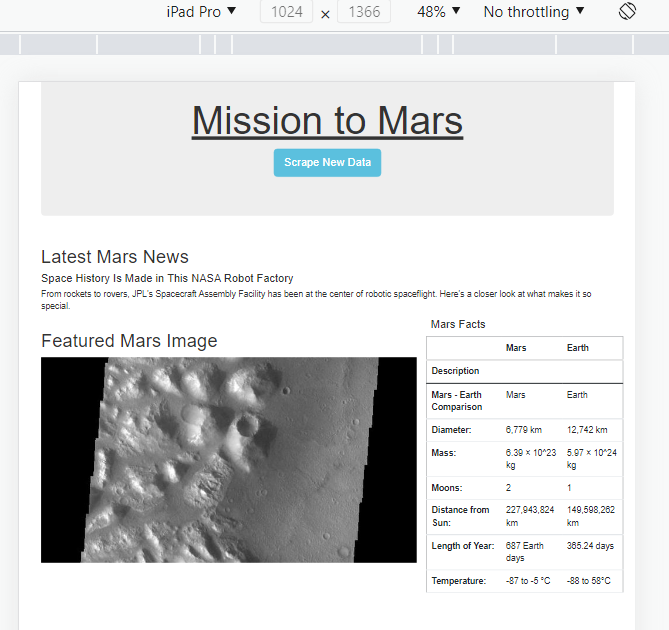 iPad Pro ▼ 1024 × 1366 48% ▼ No throttling ▼
Mission to Mars
Scrape New Data
Latest Mars News
Space History Is Made in This NASA Robot Factory
From rockets to rovers, JPL's Spacecraft Assembly Facility has been at the center of robotic spaceflight. Here's a closer look at what makes it so
special.
Featured Mars Image
Mars Facts
Mars Earth
Description
Mars - Earth Mars Earth
Comparison
Diameter: 6,779 km 12,742 km
Mass: 6.39 × 10^23 5.97 × 10^24
kg kg
Moons: 2 1
Distance from 227,943,824 149,598,262
Sun: km km
Length of Year: 687 Earth 365.24 days
days
Temperature: -87 to -5 °C -88 to 58°C